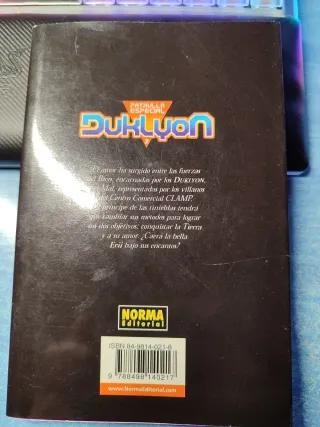 PATRULLA
ESPECIAL
DUKLYON
El amor ha surgido entre las fuerzas
del Bien, encarnadas por los DUKLYON,
Mal, representados por los villanos
del Centro Comercial CLAMP.
príncipe de las tinieblas tendrá
que cambiar sus métodos para lograr
sus dos objetivos: conquistar la Tierra
y a su amor. ¿Caerá la bella
Erii bajo sus encantos?
NORMA
Editorial
ISBN 84-9814-021-6
9 788498 140217
www.NormaEditorial.com